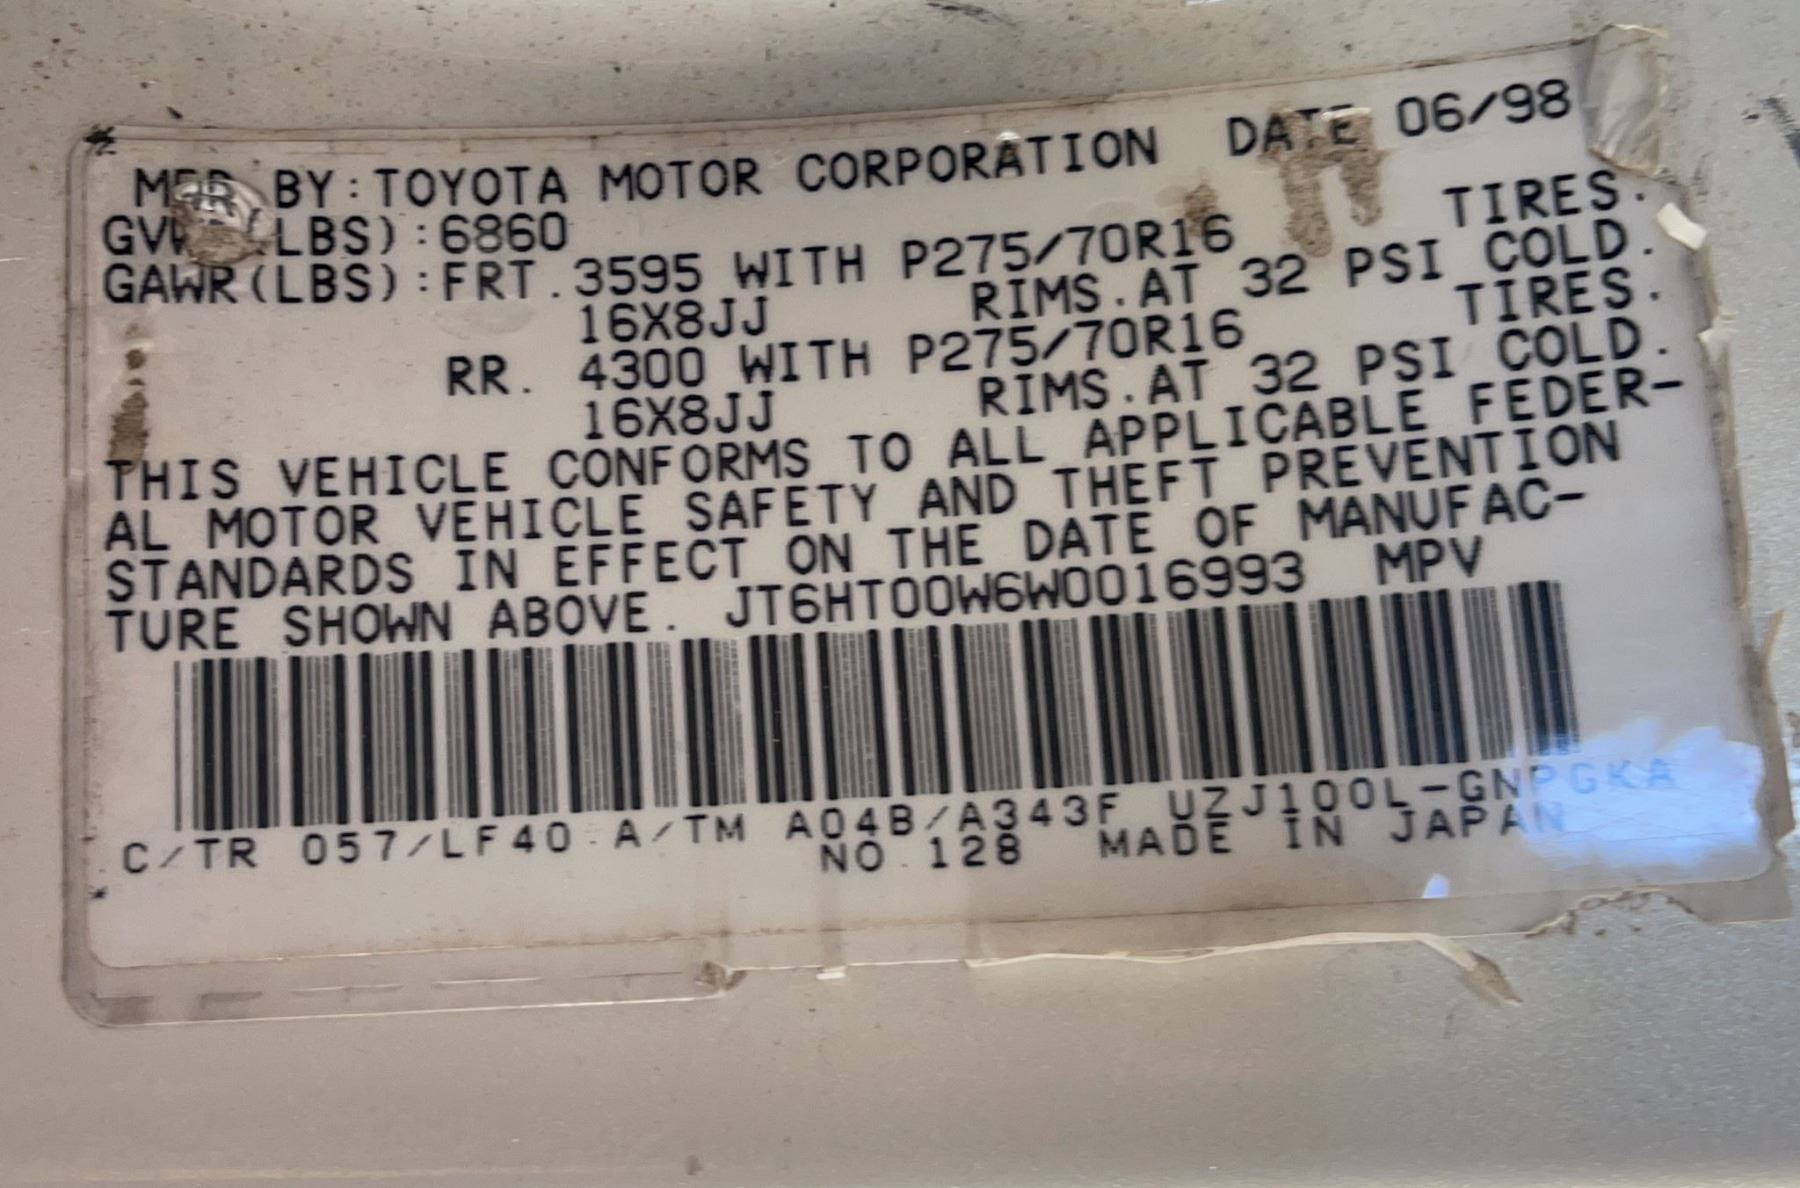 MFR BY:TOYOTA MOTOR CORPORATION DATE 06/98
GVWR(LBS):6860
GAWR(LBS):FRT. 3595 WITH P275/70R16 TIRES.
16X8JJ RIMS.AT 32 PSI COLD.
RR. 4300 WITH P275/70R16 TIRES.
16X8JJ RIMS.AT 32 PSI COLD.
THIS VEHICLE CONFORMS TO ALL APPLICABLE FEDER-
AL MOTOR VEHICLE SAFETY AND THEFT PREVENTION
STANDARDS IN EFFECT ON THE DATE OF MANUFAC-
TURE SHOWN ABOVE. JT6HT00W6W0016993 MPV
C/TR 057/LF40 A/TM A04B/A343F UZJ100L-GNPGKA
NO.128 MADE IN JAPAN